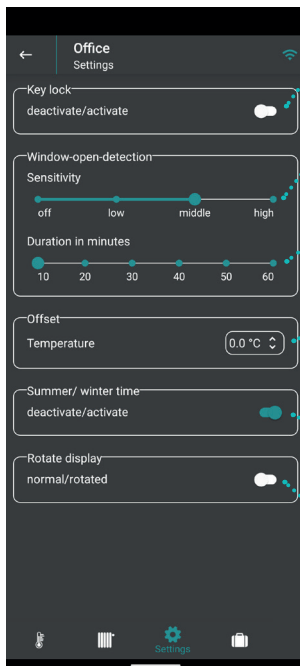 Office
Settings
Key lock
deactivate/activate
Window-open-detection
Sensitivity
off low middle high
Duration in minutes
10 20 30 40 50 60
Offset
Temperature 0.0 °C
Summer/ winter time
deactivate/activate
Rotate display
normal/rotated
Settings